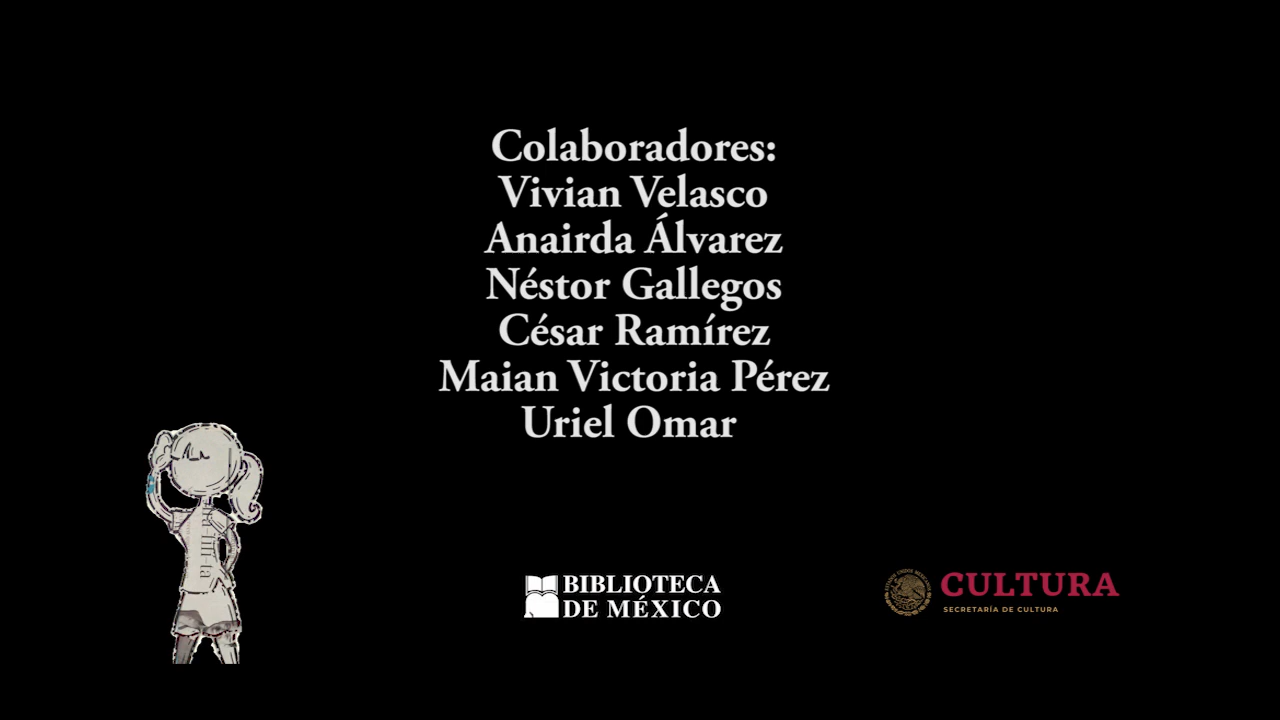 Colaboradores:
Vivian Velasco
Anairda Álvarez
Néstor Gallegos
César Ramírez
Maian Victoria Pérez
Uriel Omar
BIBLIOTECA
DE MÉXICO
CULTURA
SECRETARÍA DE CULTURA